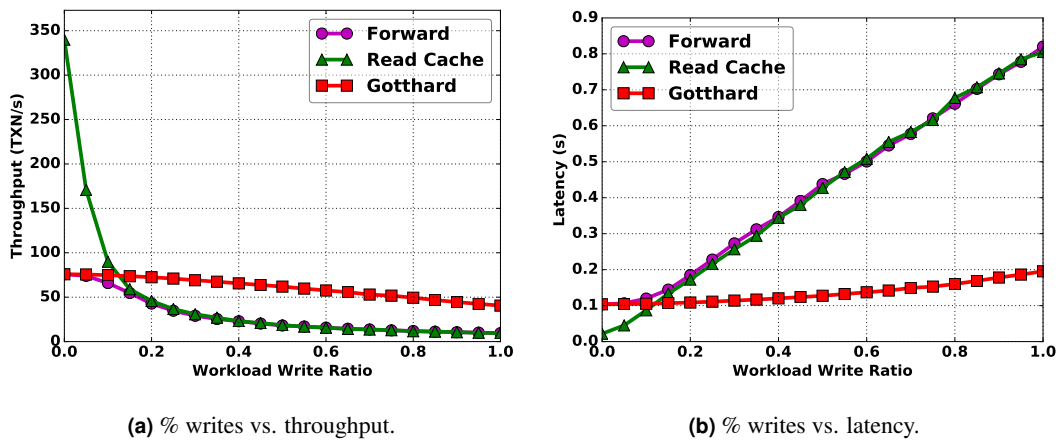 350
300
250
200
150
100
50
0
Throughput (TXN/s)
Forward
Read Cache
Gotthard
0.0 0.2 0.4 0.6 0.8 1.0
Workload Write Ratio
(a) % writes vs. throughput.
0.9
0.8
0.7
0.6
0.5
0.4
0.3
0.2
0.1
0.0
Latency (s)
Forward
Read Cache
Gotthard
0.0 0.2 0.4 0.6 0.8 1.0
Workload Write Ratio
(b) % writes vs. latency.